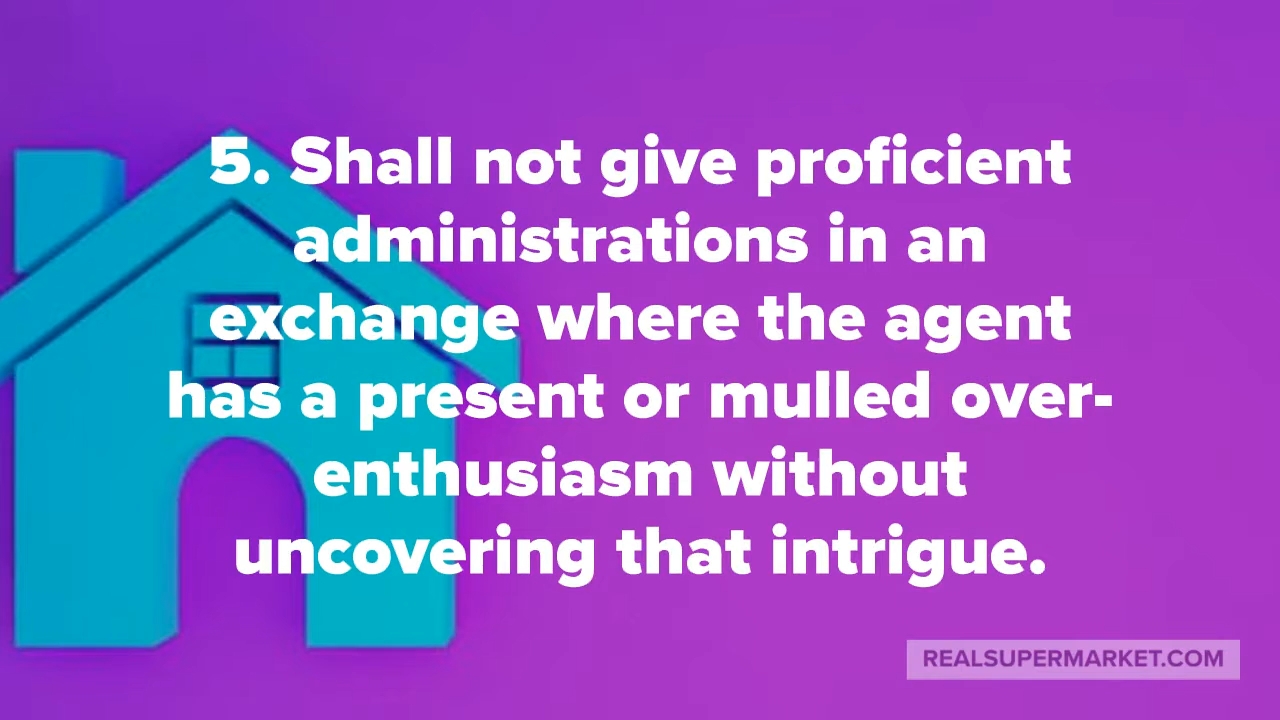 5. Shall not give proficient
administrations in an
exchange where the agent
has a present or mulled over-
enthusiasm without
uncovering that intrigue.
REALSUPERMARKET.COM